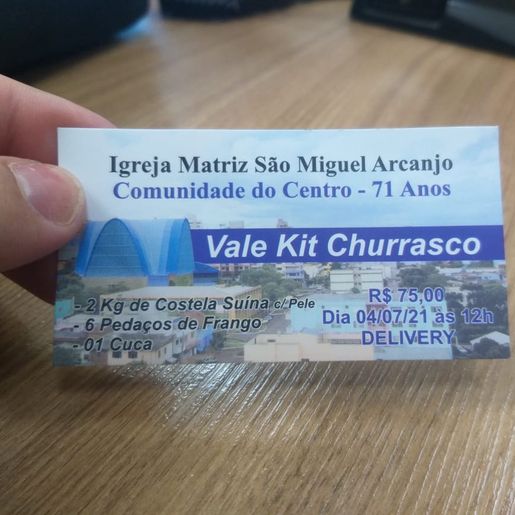 Igreja Matriz São Miguel Arcanjo
Comunidade do Centro - 71 Anos
Vale Kit Churrasco
- 2 Kg de Costela Suína c/Pele
- 6 Pedaços de Frango
- 01 Cuca
R$ 75,00
Dia 04/07/21 às 12h
DELIVERY